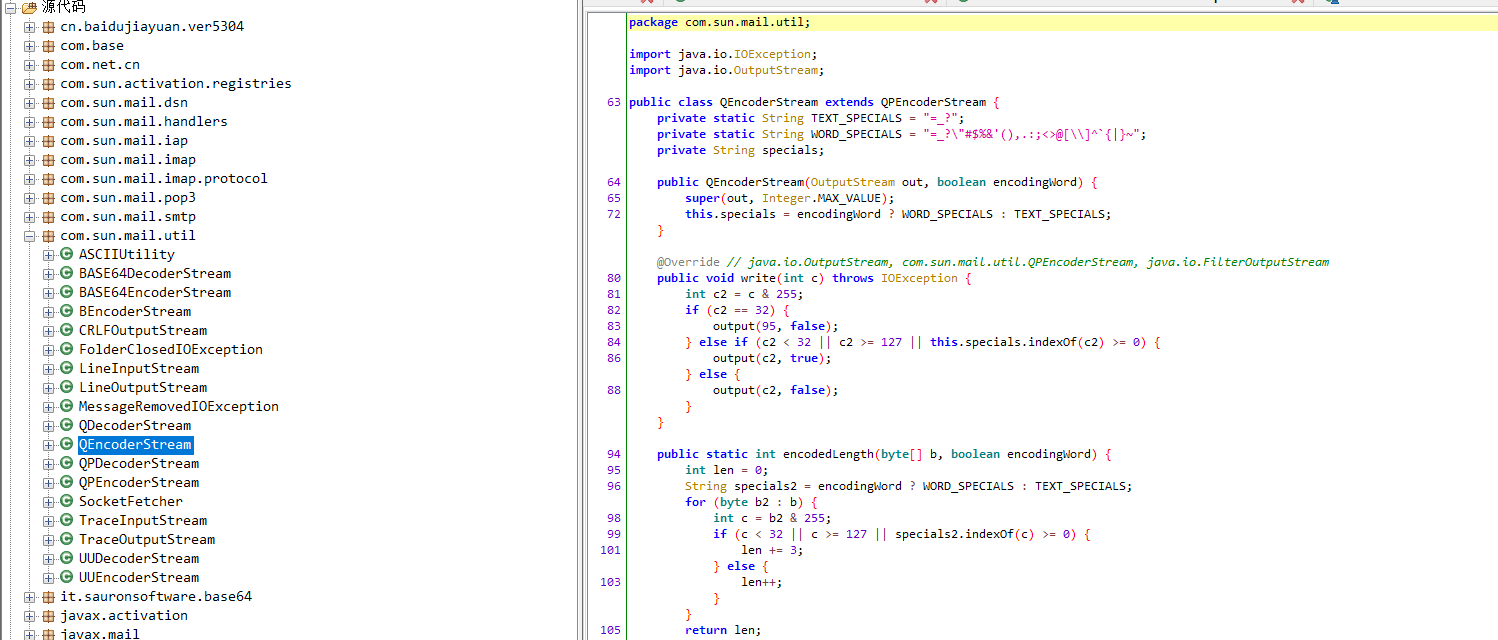 源代码
cn.baidujiayuan.ver5304
com.base
com.net.cn
com.sun.activation.registries
com.sun.mail.dsn
com.sun.mail.handlers
com.sun.mail.iap
com.sun.mail.imap
com.sun.mail.imap.protocol
com.sun.mail.pop3
com.sun.mail.smtp
com.sun.mail.util
ASCIIUtility
BASE64DecoderStream
BASE64EncoderStream
BEncoderStream
CRLFOutputStream
FolderClosedIOException
LineInputStream
LineOutputStream
MessageRemovedIOException
QDecoderStream
QEncoderStream
QPDecoderStream
QPEncoderStream
SocketFetcher
TraceInputStream
TraceOutputStream
UUDecoderStream
UUEncoderStream
it.sauronsoftware.base64
javax.activation
javax.mail
package com.sun.mail.util;
import java.io.IOException;
import java.io.OutputStream;
63 public class QEncoderStream extends QPEncoderStream {
private static String TEXT_SPECIALS = "=_?";
private static String WORD_SPECIALS = "=_?\"#$%&'(),.:;<>@[\\]^`{|}~";
private String specials;
64 public QEncoderStream(OutputStream out, boolean encodingWord) {
65 super(out, Integer.MAX_VALUE);
72 this.specials = encodingWord ? WORD_SPECIALS : TEXT_SPECIALS;
}
@Override // java.io.OutputStream, com.sun.mail.util.QPEncoderStream, java.io.FilterOutputStream
80 public void write(int c) throws IOException {
81 int c2 = c & 255;
82 if (c2 == 32) {
83 output(95, false);
84 } else if (c2 < 32 || c2 >= 127 || this.specials.indexOf(c2) >= 0) {
86 output(c2, true);
} else {
88 output(c2, false);
}
}
94 public static int encodedLength(byte[] b, boolean encodingWord) {
95 int len = 0;
96 String specials2 = encodingWord ? WORD_SPECIALS : TEXT_SPECIALS;
for (byte b2 : b) {
98 int c = b2 & 255;
99 if (c < 32 || c >= 127 || specials2.indexOf(c) >= 0) {
101 len += 3;
} else {
103 len++;
}
}
105 return len;